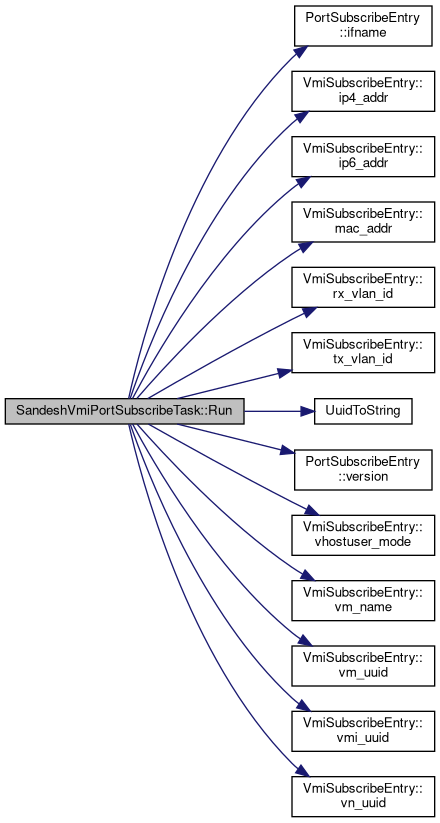 PortSubscribeEntry
::ifname
VmiSubscribeEntry::
ip4_addr
VmiSubscribeEntry::
ip6_addr
VmiSubscribeEntry::
mac_addr
VmiSubscribeEntry::
rx_vlan_id
VmiSubscribeEntry::
tx_vlan_id
SandeshVmiPortSubscribeTask::Run
UuidToString
PortSubscribeEntry
::version
VmiSubscribeEntry::
vhostuser_mode
VmiSubscribeEntry::
vm_name
VmiSubscribeEntry::
vm_uuid
VmiSubscribeEntry::
vmi_uuid
VmiSubscribeEntry::
vn_uuid